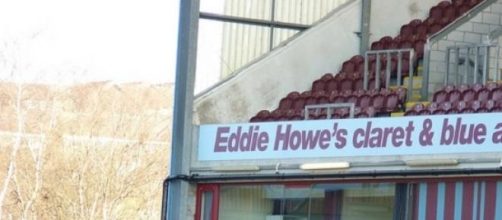 Eddie Howe's claret & blue a